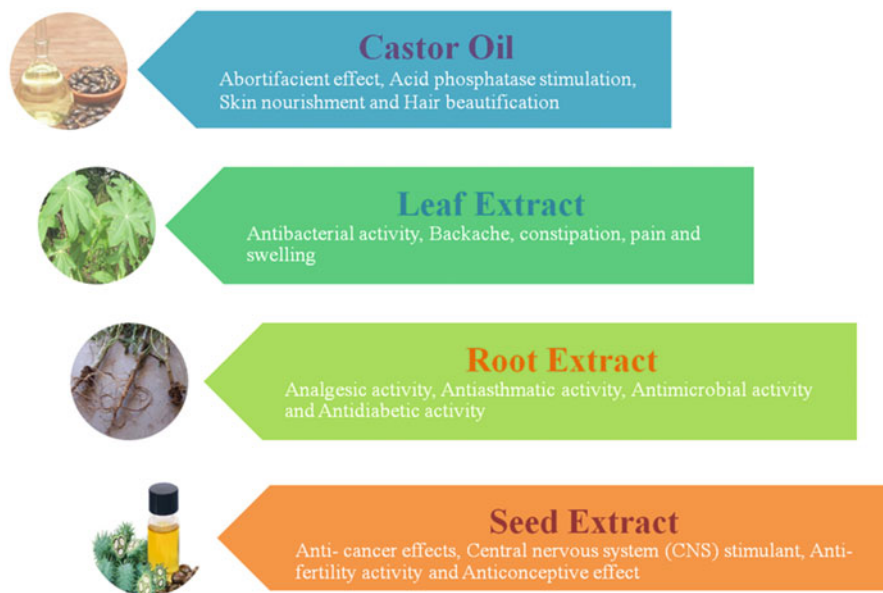 Castor Oil
Abortifacient effect, Acid phosphatase stimulation,
Skin nourishment and Hair beautification
Leaf Extract
Antibacterial activity, Backache, constipation, pain and
swelling
Root Extract
Analgesic activity, Antiasthmatic activity, Antimicrobial activity
and Antidiabetic activity
Seed Extract
Anti- cancer effects, Central nervous system (CNS) stimulant, Anti-
fertility activity and Anticonceptive effect